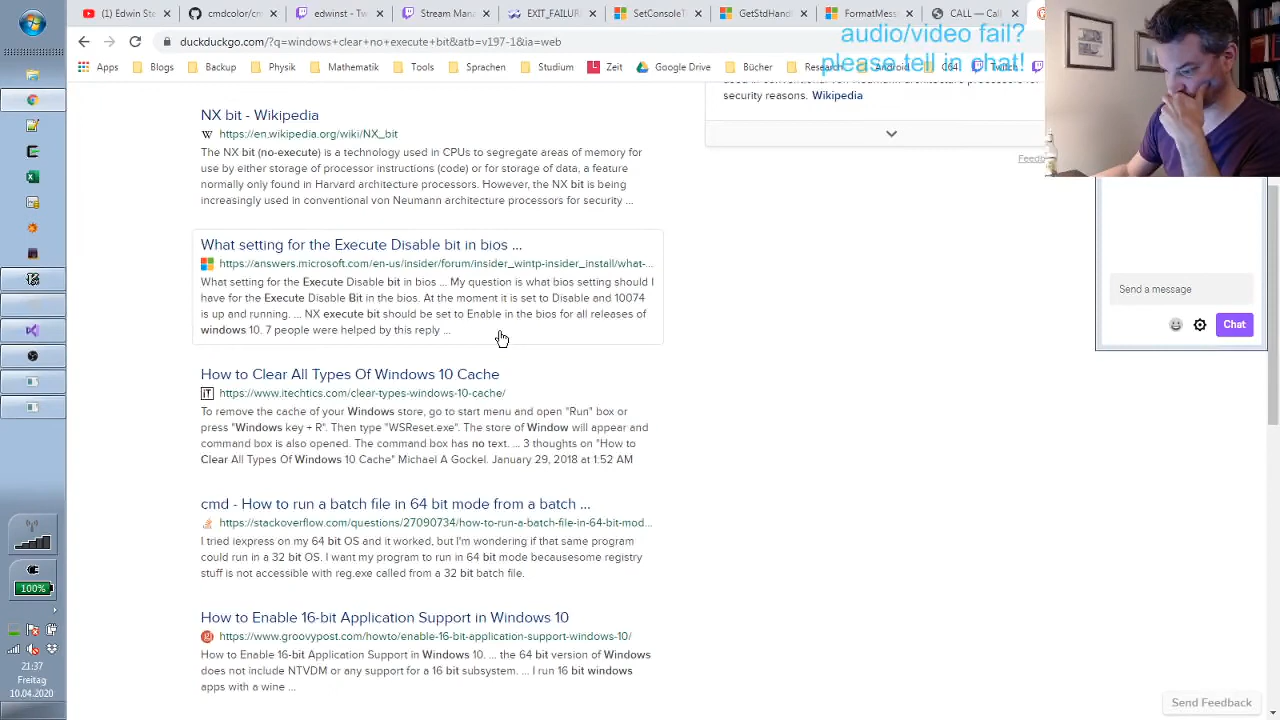 (1) Edwin Ste
cmdcolor/cm
edwin - Tw
Stream Man
EXIT_FAILUR
SetConsoleT
GetStdHand
FormatMess
CALL — Call
duckduckgo.com/?q=windows+clear+no+execute+bit&atb=v197-1&ia=web
audio/video fail?
please tell in chat!
Apps
Blogs
Backup
Physik
Mathematik
Tools
Sprachen
Studium
Zeit
Google Drive
Bücher
Research
Android
C64
Twitch
security reasons. Wikipedia
NX bit - Wikipedia
https://en.wikipedia.org/wiki/NX_bit
The NX bit (no-execute) is a technology used in CPUs to segregate areas of memory for
use by either storage of processor instructions (code) or for storage of data, a feature
normally only found in Harvard architecture processors. However, the NX bit is being
increasingly used in conventional von Neumann architecture processors for security ...
What setting for the Execute Disable bit in bios ...
https://answers.microsoft.com/en-us/insider/forum/insider_wintp-insider_install/what-...
What setting for the Execute Disable bit in bios ... My question is what bios setting should I
have for the Execute Disable Bit in the bios. At the moment it is set to Disable and 10074
is up and running. ... NX execute bit should be set to Enable in the bios for all releases of
windows 10. 7 people were helped by this reply ...
How to Clear All Types Of Windows 10 Cache
https://www.itechtics.com/clear-types-windows-10-cache/
To remove the cache of your Windows store, go to start menu and open "Run" box or
press "Windows key + R". Then type "WSReset.exe". The store of Window will appear and
command box is also opened. The command box has no text. ... 3 thoughts on "How to
Clear All Types Of Windows 10 Cache" Michael A Gockel. January 29, 2018 at 1:52 AM
cmd - How to run a batch file in 64 bit mode from a batch ...
https://stackoverflow.com/questions/27090734/how-to-run-a-batch-file-in-64-bit-mod...
I tried iexpress on my 64 bit OS and it worked, but I'm wondering if that same program
could run in a 32 bit OS. I want my program to run in 64 bit mode becausesome registry
stuff is not accessible with reg.exe called from a 32 bit batch file.
How to Enable 16-bit Application Support in Windows 10
https://www.groovypost.com/howto/enable-16-bit-application-support-windows-10/
How to Enable 16-bit Application Support in Windows 10. ... the 64 bit version of Windows
does not include NTVDM or any support for a 16 bit subsystem. ... I run 16 bit windows
apps with a wine ...
Send a message
Chat
100%
21:37
Freitag
10.04.2020
Send Feedback